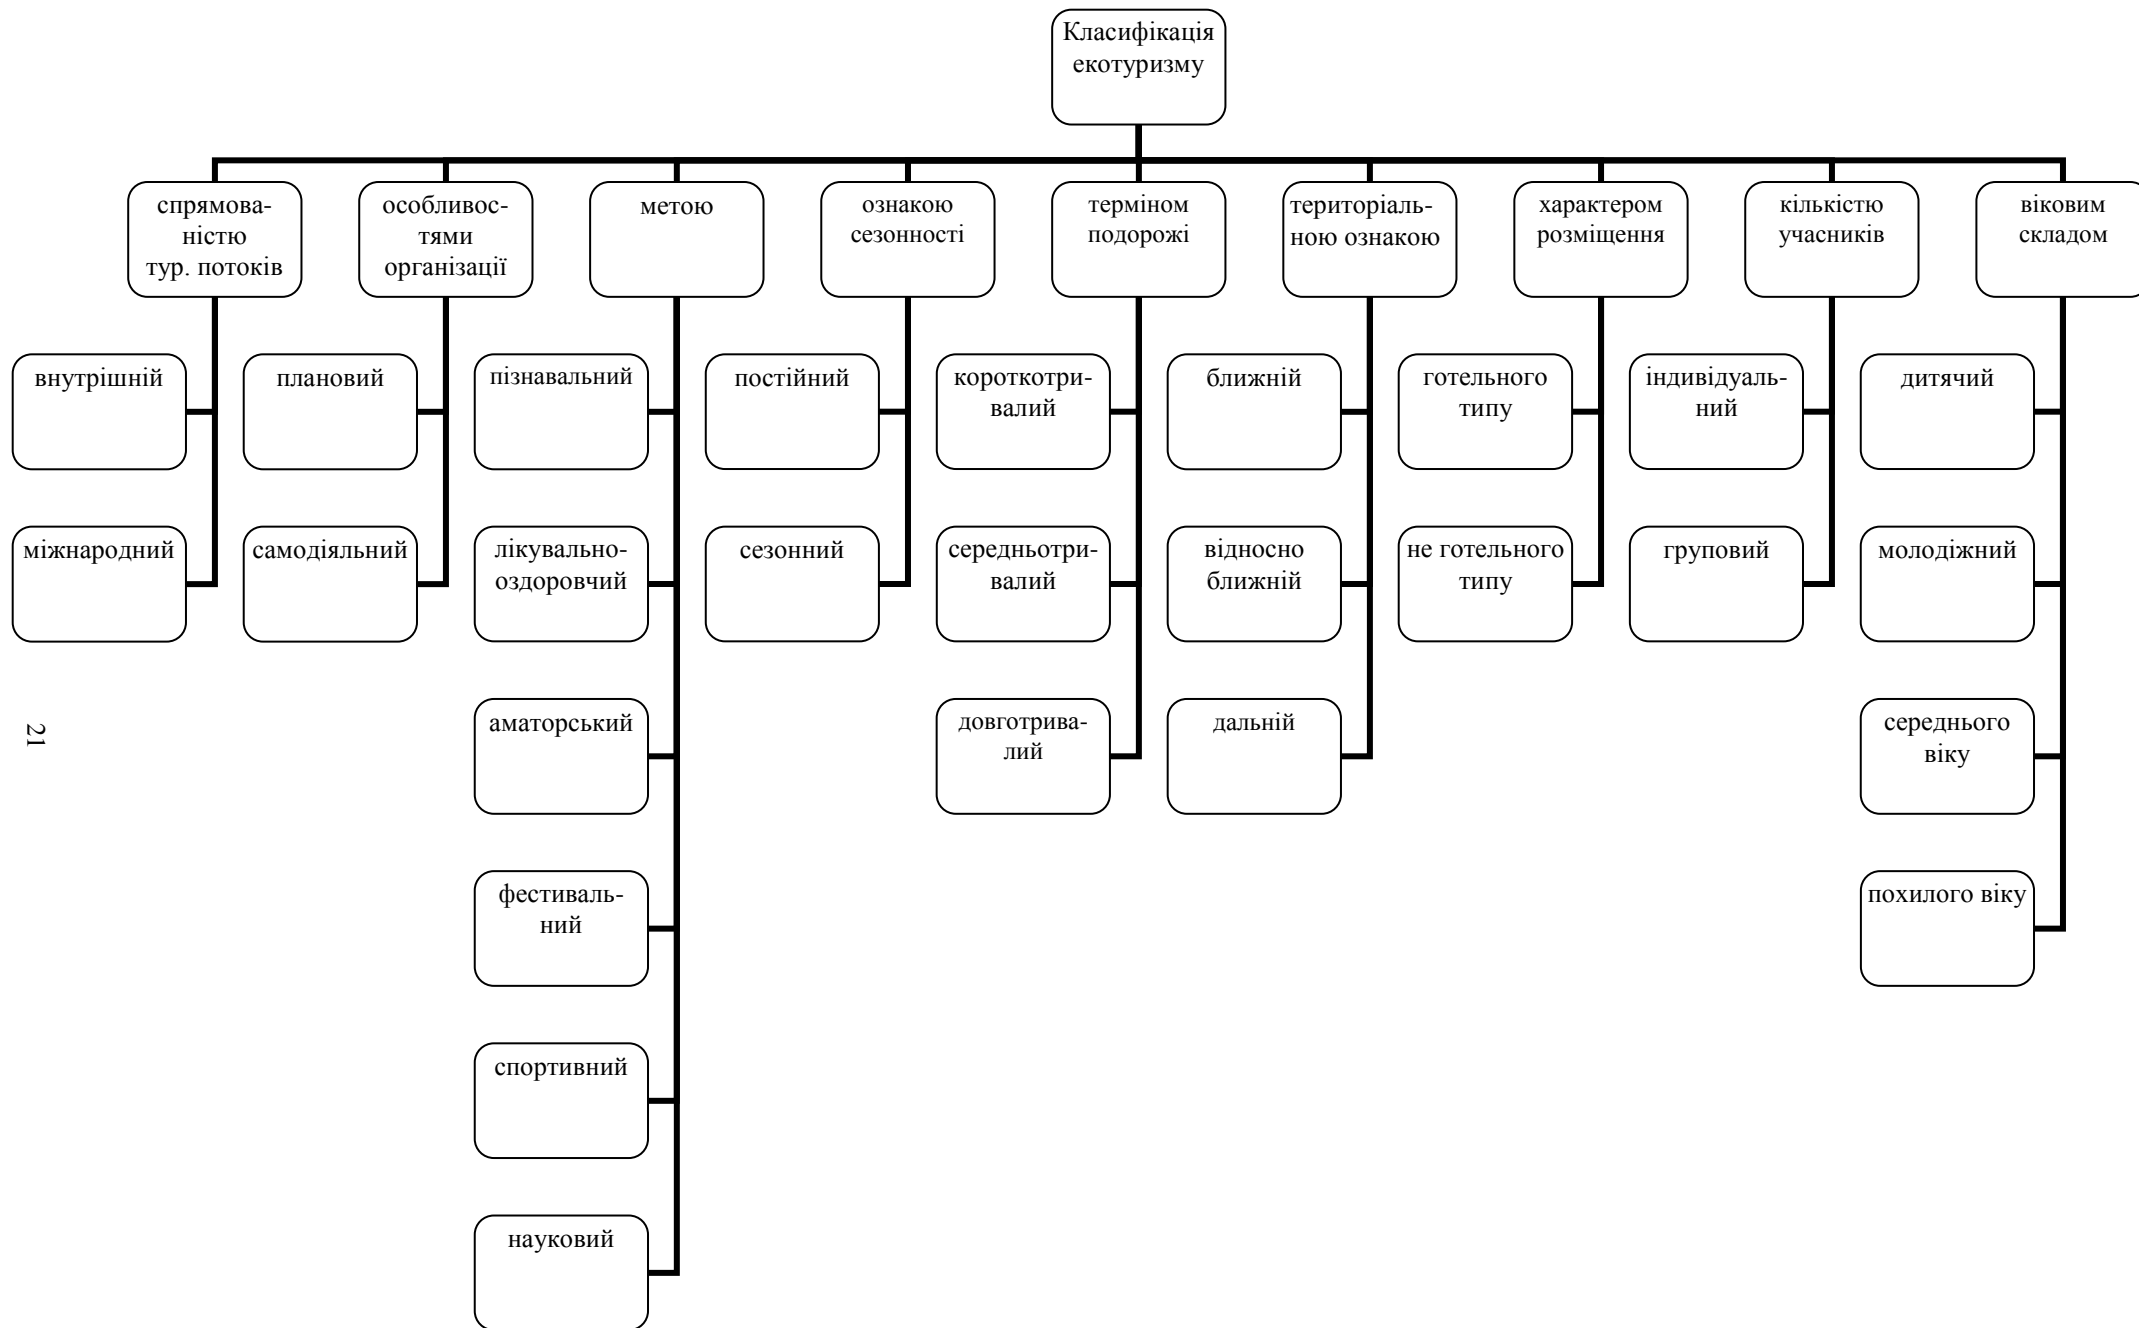 Класифікація
екотуризму
спрямова-
ністю
тур. потоків
особливос-
тями
організації
метою
ознакою
сезонності
терміном
подорожі
територіаль-
ною ознакою
характером
розміщення
кількістю
учасників
віковим
складом
внутрішній
плановий
пізнавальний
постійний
короткотри-
валий
ближній
готельного
типу
індивідуаль-
ний
дитячий
міжнародний
самодіяльний
лікувально-
оздоровчий
сезонний
середньотри-
валий
відносно
ближній
не готельного
типу
груповий
молодіжний
аматорський
довготрива-
лий
дальній
середнього
віку
фестиваль-
ний
похилого віку
спортивний
науковий
21